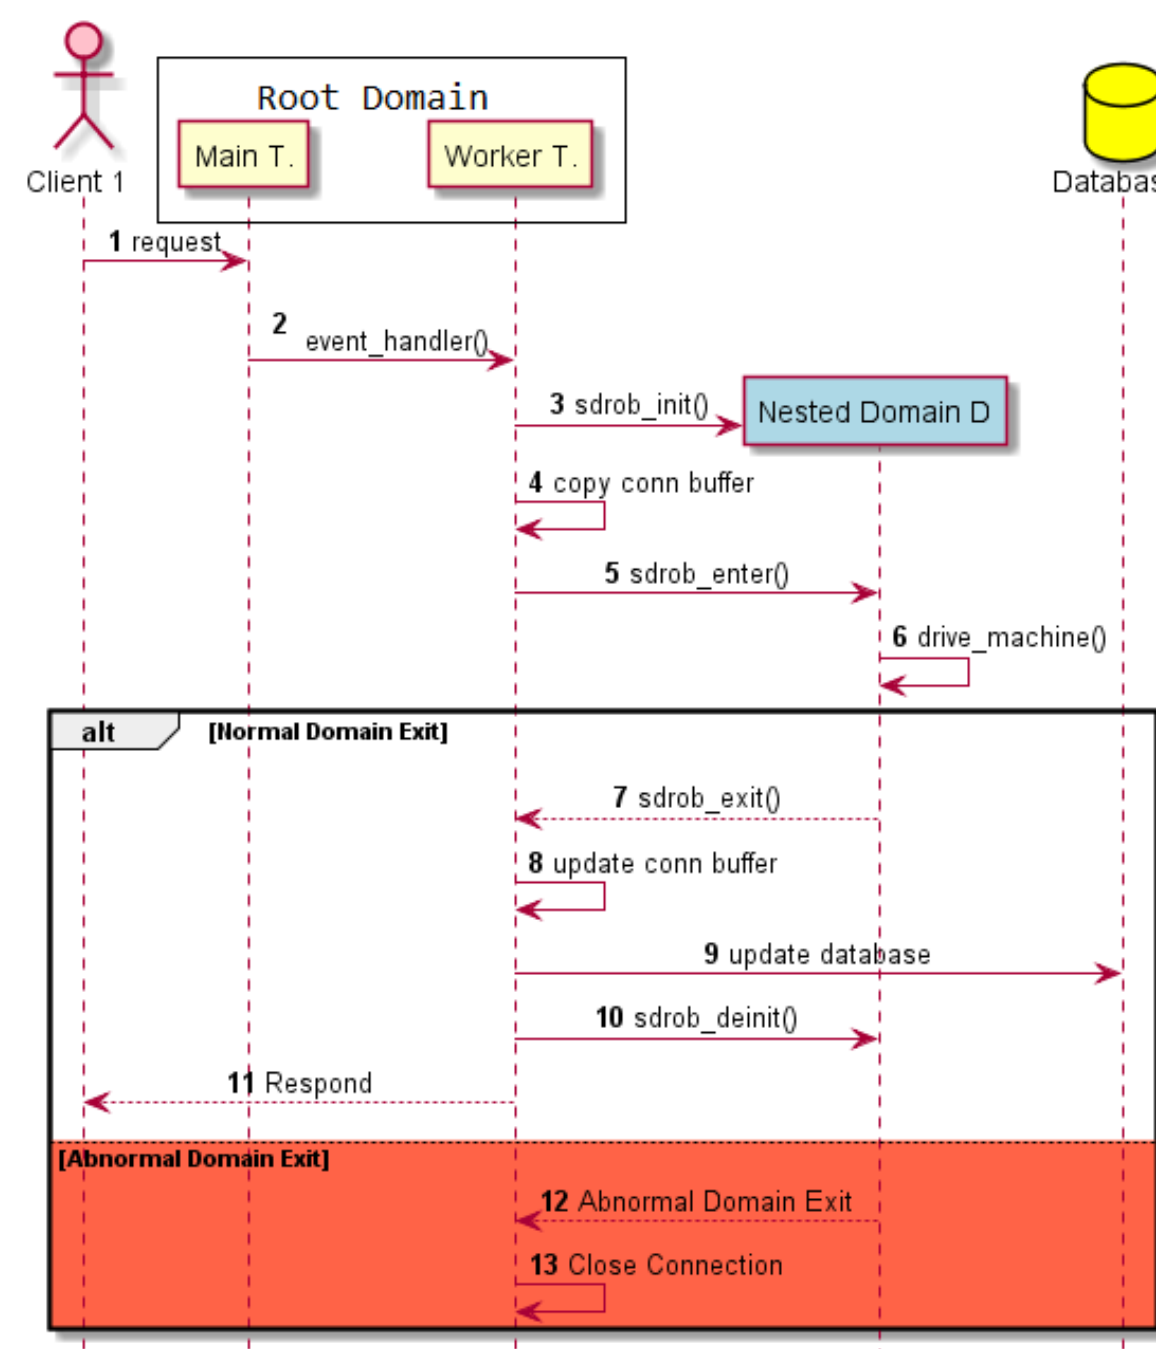 Root Domain
Main T.
Worker T.
Client 1
Databas
1 request
2
event_handler()
3 sdrob_init()
Nested Domain D
4 copy conn buffer
5 sdrob_enter()
6 drive_machine()
alt
[Normal Domain Exit]
7 sdrob_exit()
8 update conn buffer
9 update database
10 sdrob_deinit()
11 Respond
[Abnormal Domain Exit]
12 Abnormal Domain Exit
13 Close Connection